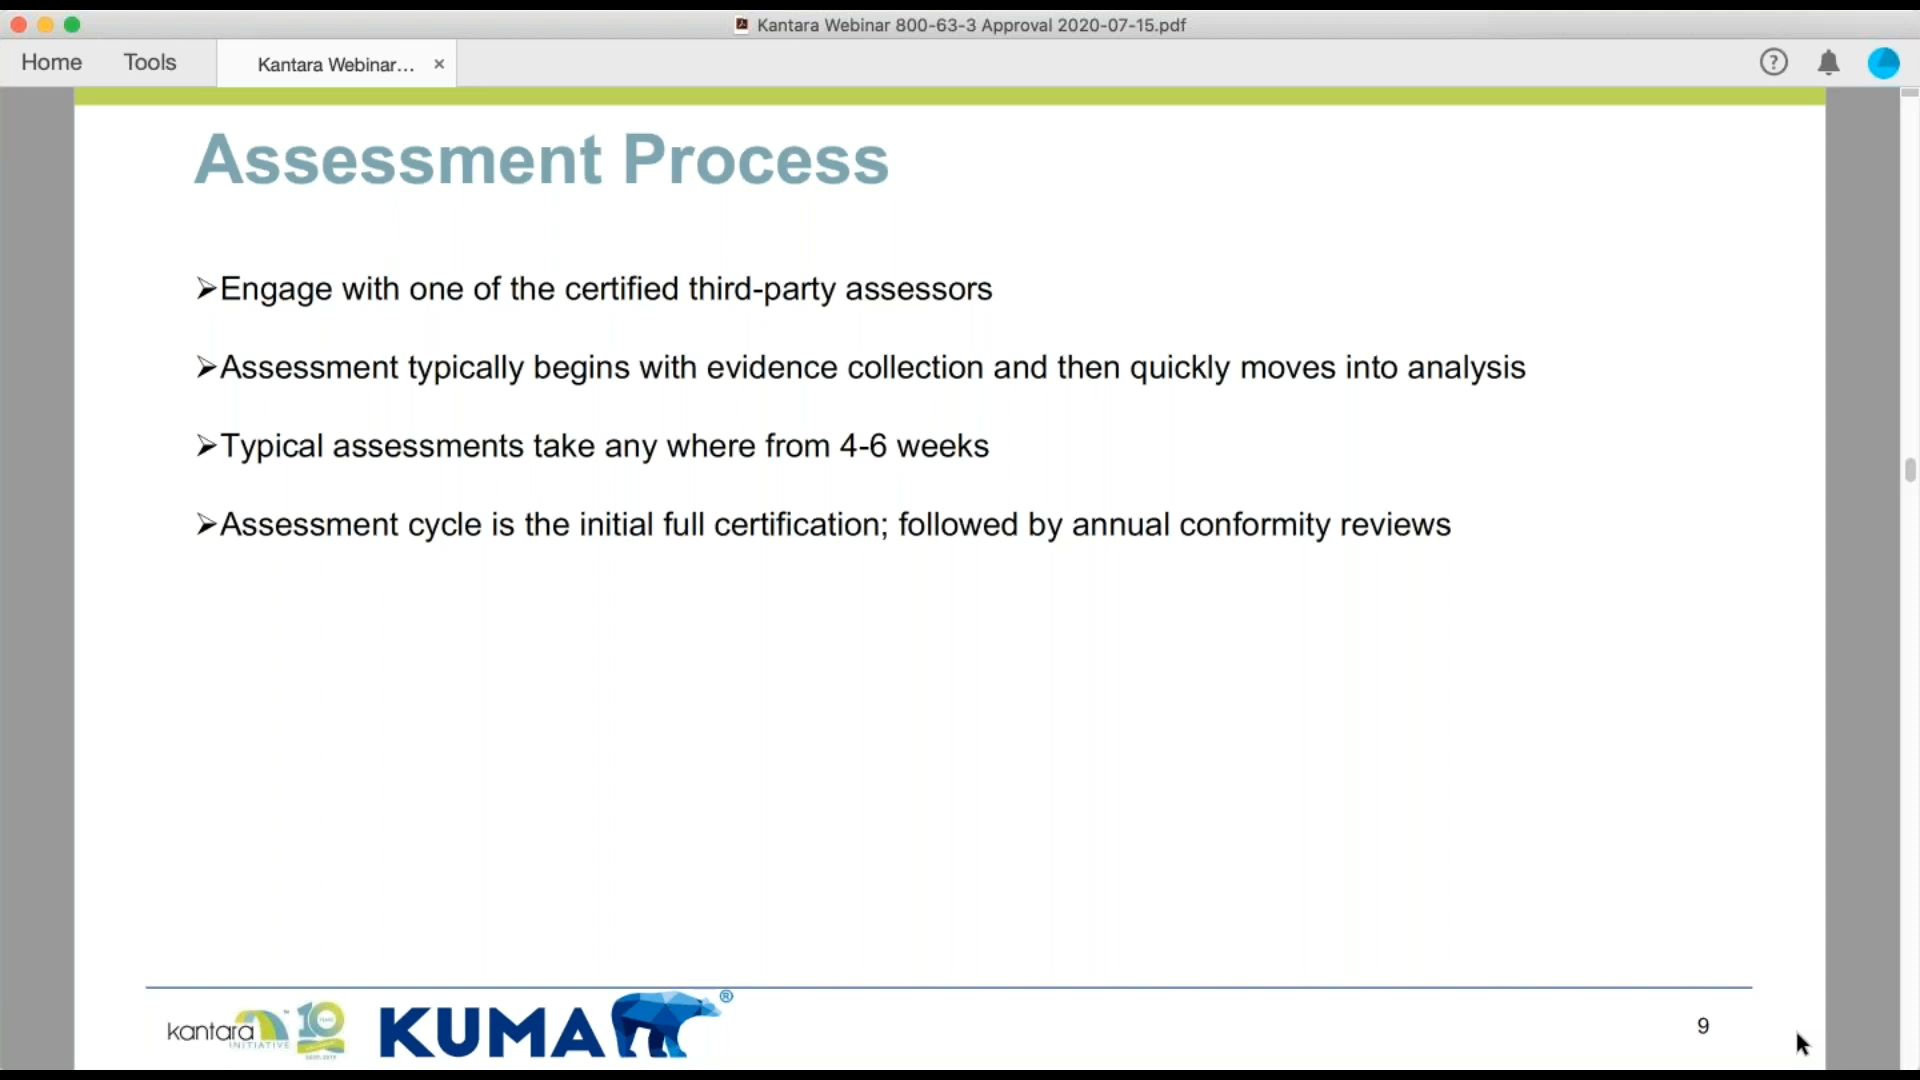 Kantara Webinar 800-63-3 Approval 2020-07-15.pdf
Home Tools Kantara Webinar... ×
Assessment Process
➢Engage with one of the certified third-party assessors
➢Assessment typically begins with evidence collection and then quickly moves into analysis
➢Typical assessments take any where from 4-6 weeks
➢Assessment cycle is the initial full certification; followed by annual conformity reviews
kantara
INITIATIVE
10
KUMA®
9